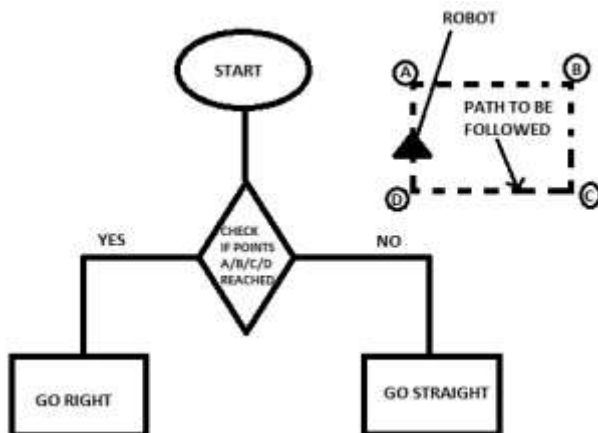 ROBOT
START
A
B
PATH TO BE
FOLLOWED
D
C
YES
CHECK
IF POINTS
A/B/C/D
REACHED
NO
GO RIGHT
GO STRAIGHT